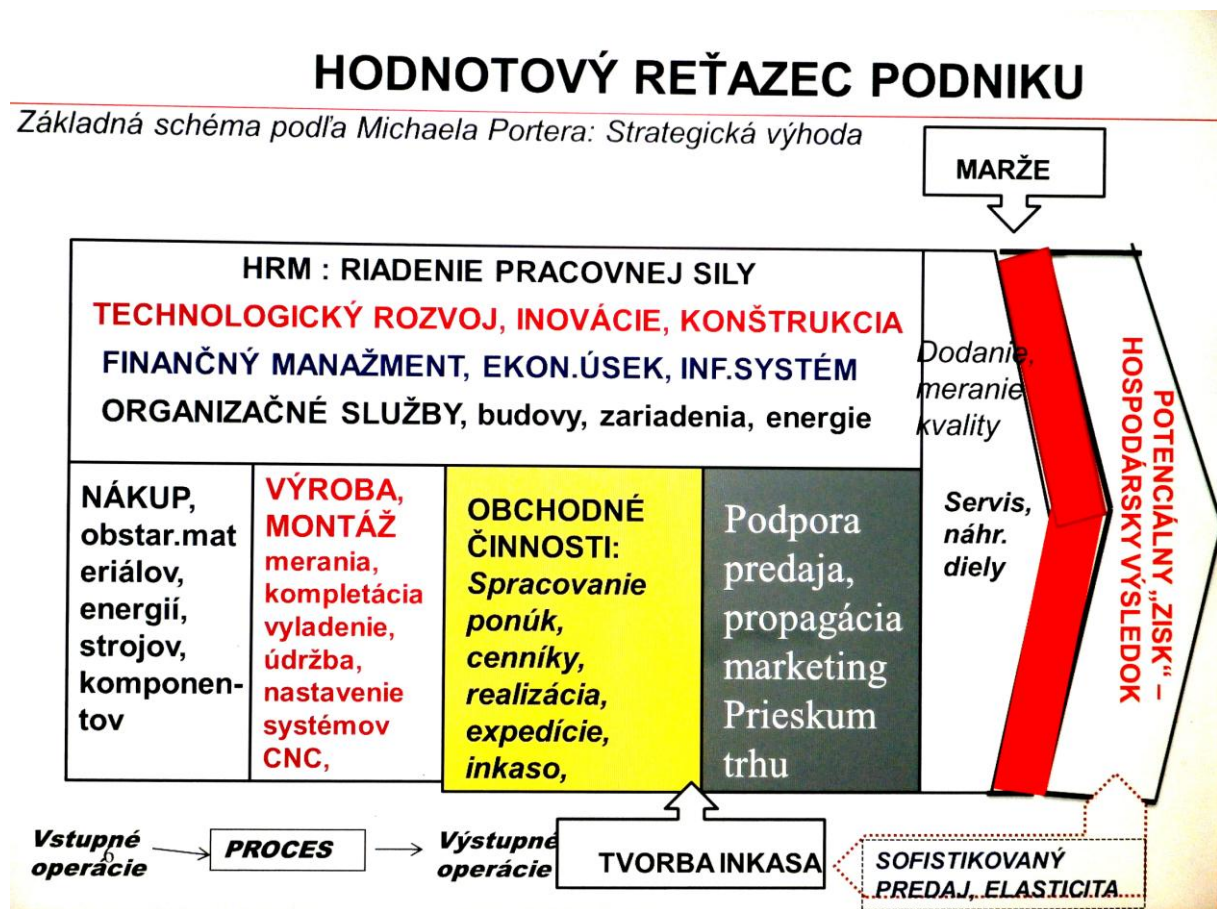 HODNOTOVÝ REŤAZEC PODNIKU
Základná schéma podľa Michaela Portera: Strategická výhoda
MARŽE
HRM : RIADENIE PRACOVNEJ SILY
TECHNOLOGICKÝ ROZVOJ, INOVÁCIE, KONŠTRUKCIA
FINANČNÝ MANAŽMENT, EKON.ÚSEK, INF.SYSTÉM
ORGANIZAČNÉ SLUŽBY, budovy, zariadenia, energie
NÁKUP,
obstar.mat
eriálov,
energií,
strojov,
komponen-
tov
VÝROBA,
MONTÁŽ
merania,
kompletácia
vyladenie,
údržba,
nastavenie
systémov
CNC,
OBCHODNÉ
ČINNOSTI:
Spracovanie
ponúk,
cenníky,
realizácia,
expedície,
inkaso,
Podpora
predaja,
propagácia
marketing
Prieskum
trhu
Dodanie,
meranie
kvality
Servis,
náhr.
diely
POTENCIÁLNY „ZISK“ –
HOSPODÁRSKY VÝSLEDOK
Vstupné
operácie
6
PROCES
Výstupné
operácie
TVORBA INKASA
SOFISTIKOVANÝ
PREDAJ, ELASTICITA